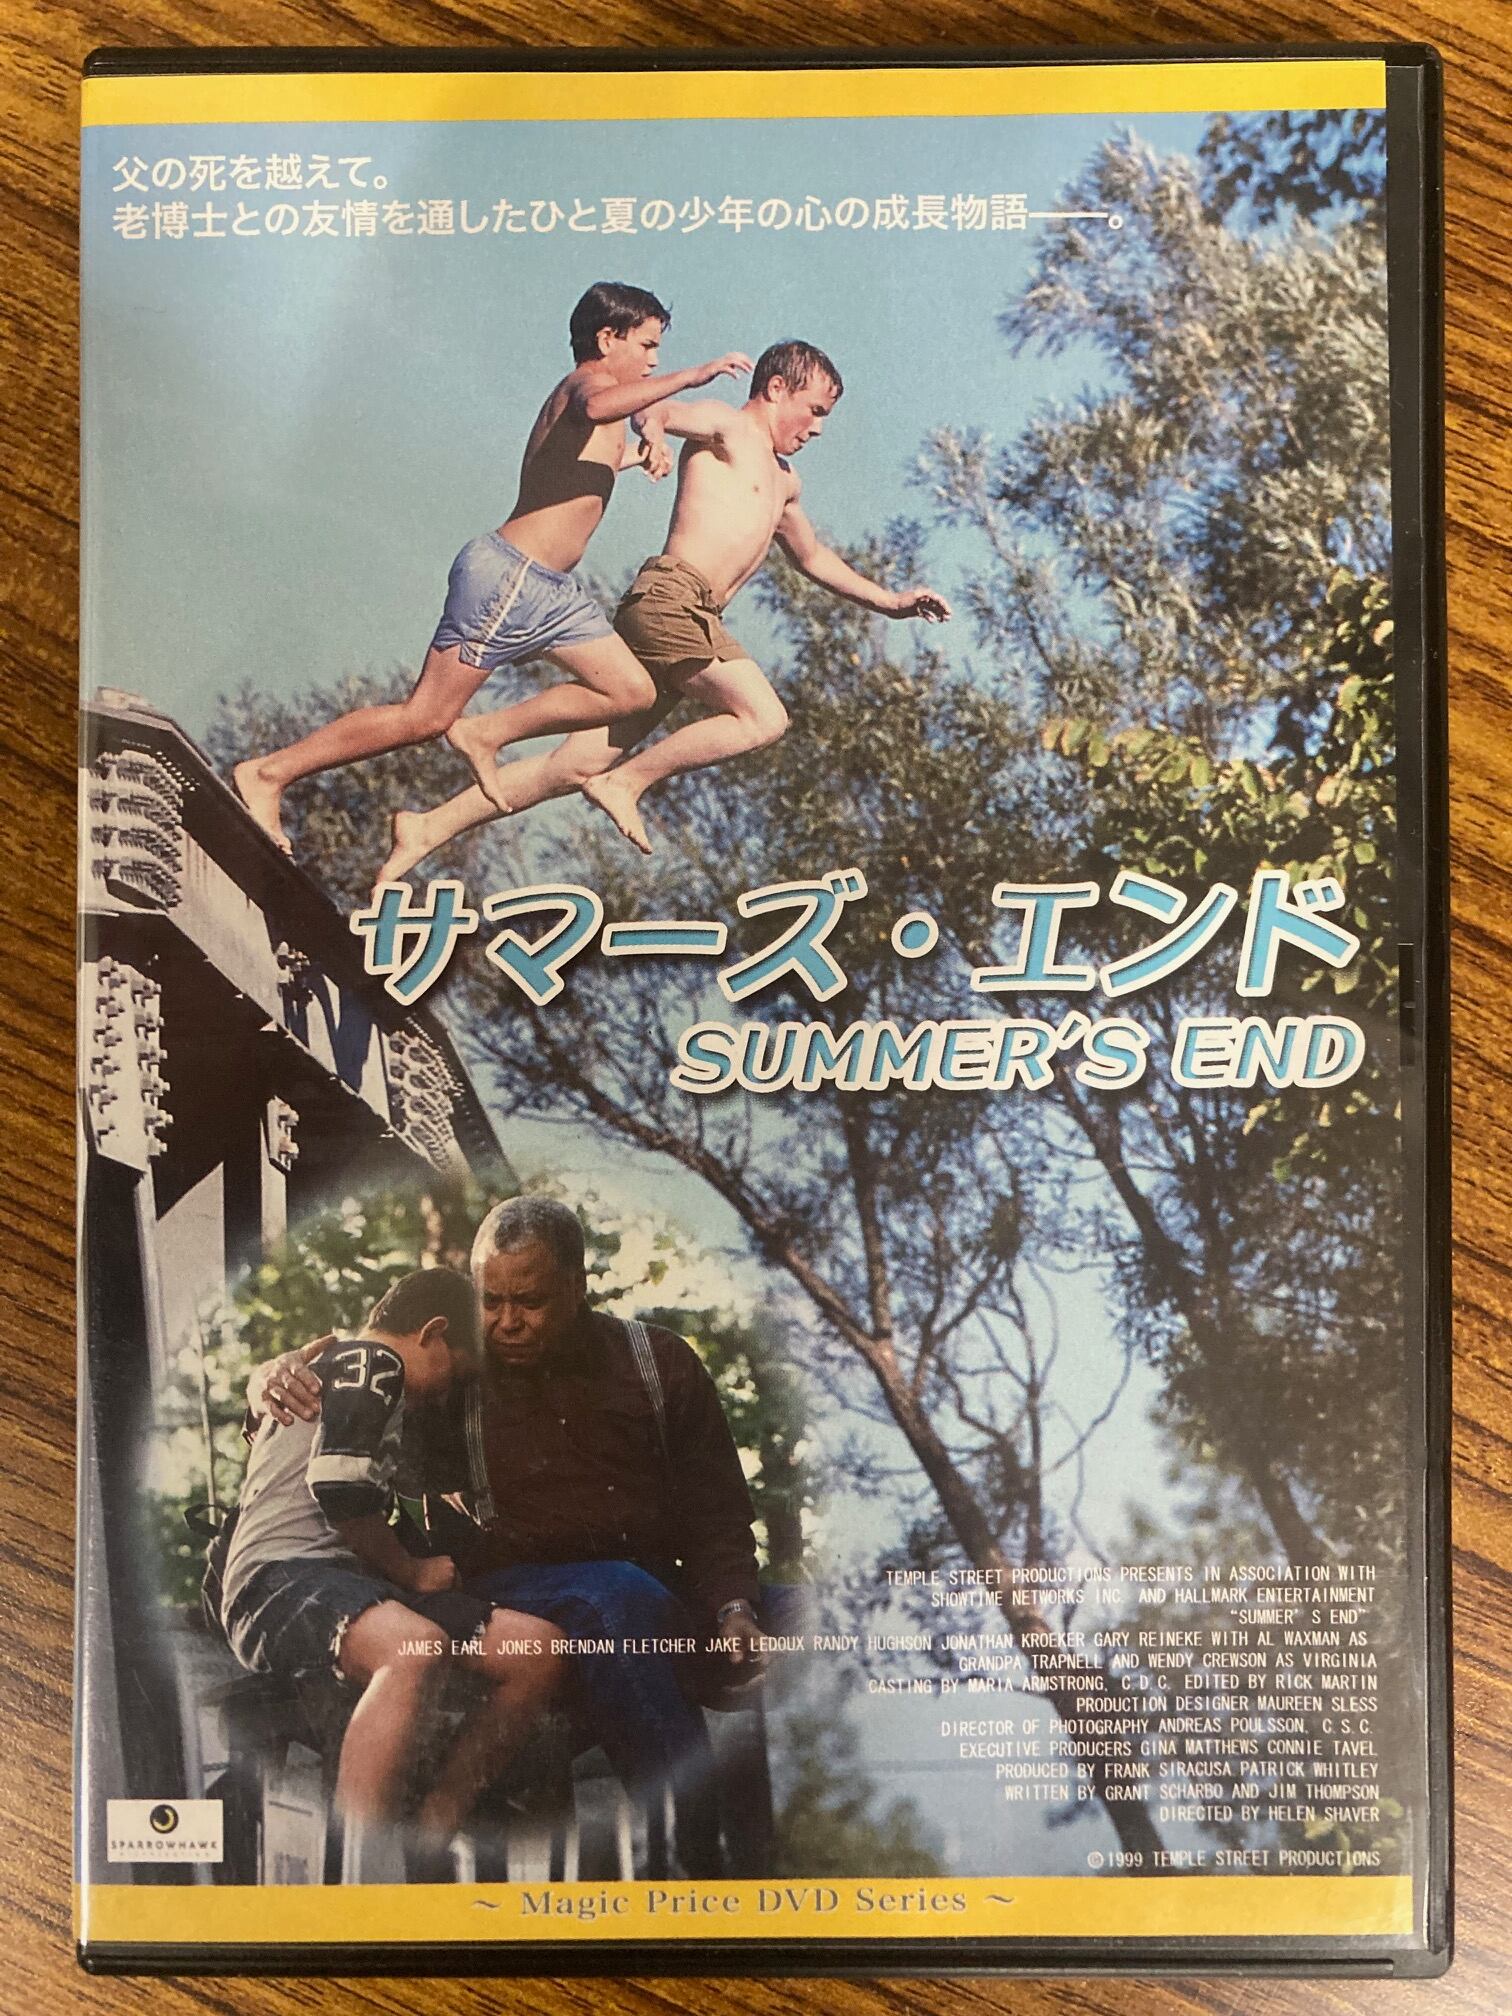 父の死を越えて。
老博士との友情を通したひと夏の少年の心の成長物語――。
サマーズ・エンド
SUMMER'S END
32
TEMPLE STREET PRODUCTIONS PRESENTS IN ASSOCIATION WITH
SHOWTIME NETWORKS INC. AND HALLMARK ENTERTAINMENT
"SUMMER'S END"
JAMES EARL JONES BRENDAN FLETCHER JAKE LEDOUX RANDY HUGHSON JONATHAN KROEKER GARY REINEKE WITH AL WAXMAN AS
GRANDPA TRAPNELL AND WENDY CREWSON AS VIRGINIA
CASTING BY MARIA ARMSTRONG, C.D.C. EDITED BY RICK MARTIN
PRODUCTION DESIGNER MAUREEN SLESS
DIRECTOR OF PHOTOGRAPHY ANDREAS POULSSON, C.S.C.
EXECUTIVE PRODUCERS GINA MATTHEWS CONNIE TAVEL
PRODUCED BY FRANK SIRACUSA PATRICK WHITLEY
WRITTEN BY GRANT SCHARBO AND JIM THOMPSON
DIRECTED BY HELEN SHAVER
©1999 TEMPLE STREET PRODUCTIONS
SPARROWHAWK
～ Magic Price DVD Series ～